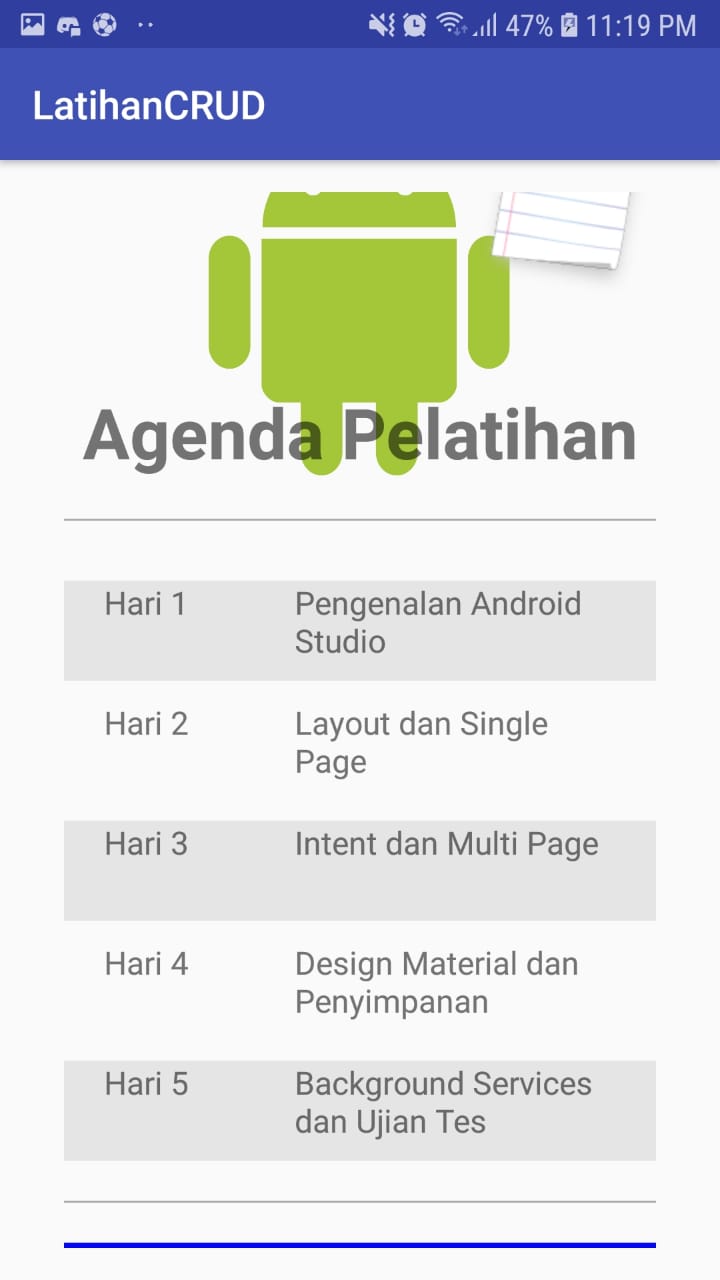 47% 11:19 PM
LatihanCRUD
Agenda Pelatihan
Hari 1 Pengenalan Android
Studio
Hari 2 Layout dan Single
Page
Hari 3 Intent dan Multi Page
Hari 4 Design Material dan
Penyimpanan
Hari 5 Background Services
dan Ujian Tes